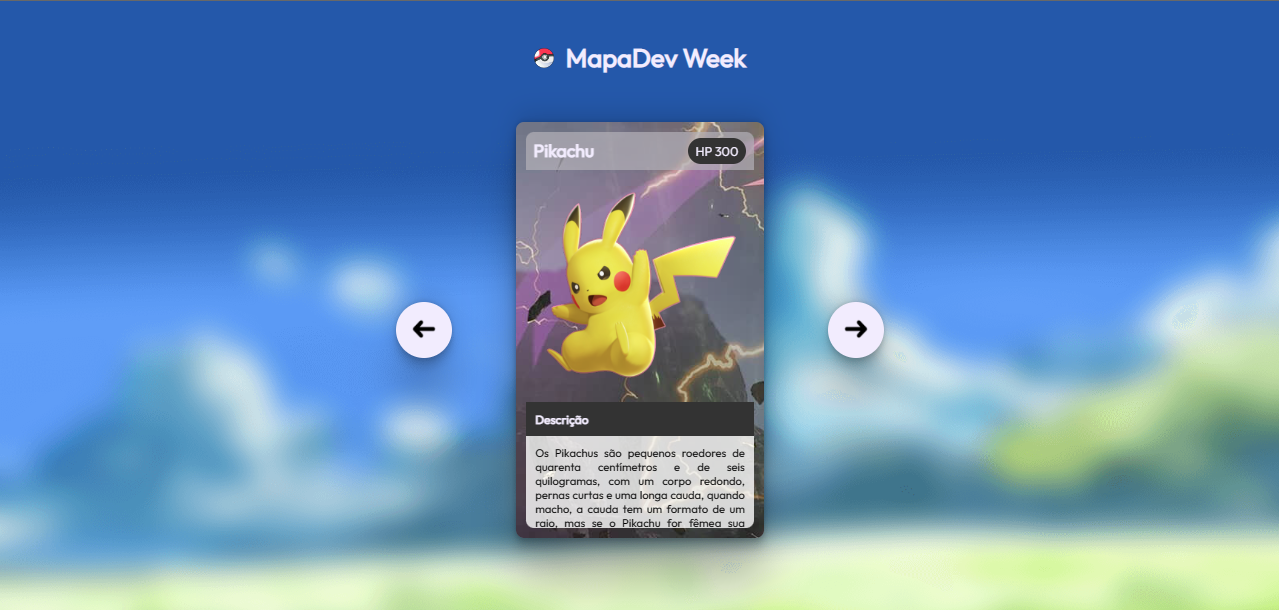 MapaDev Week
Pikachu
HP 300
Descrição
Os Pikachus são pequenos roedores de
quarenta centímetros e de seis
quilogramas, com um corpo redondo,
pernas curtas e uma longa cauda, quando
macho, a cauda tem um formato de um
raio, mas se o Pikachu for fêmea sua